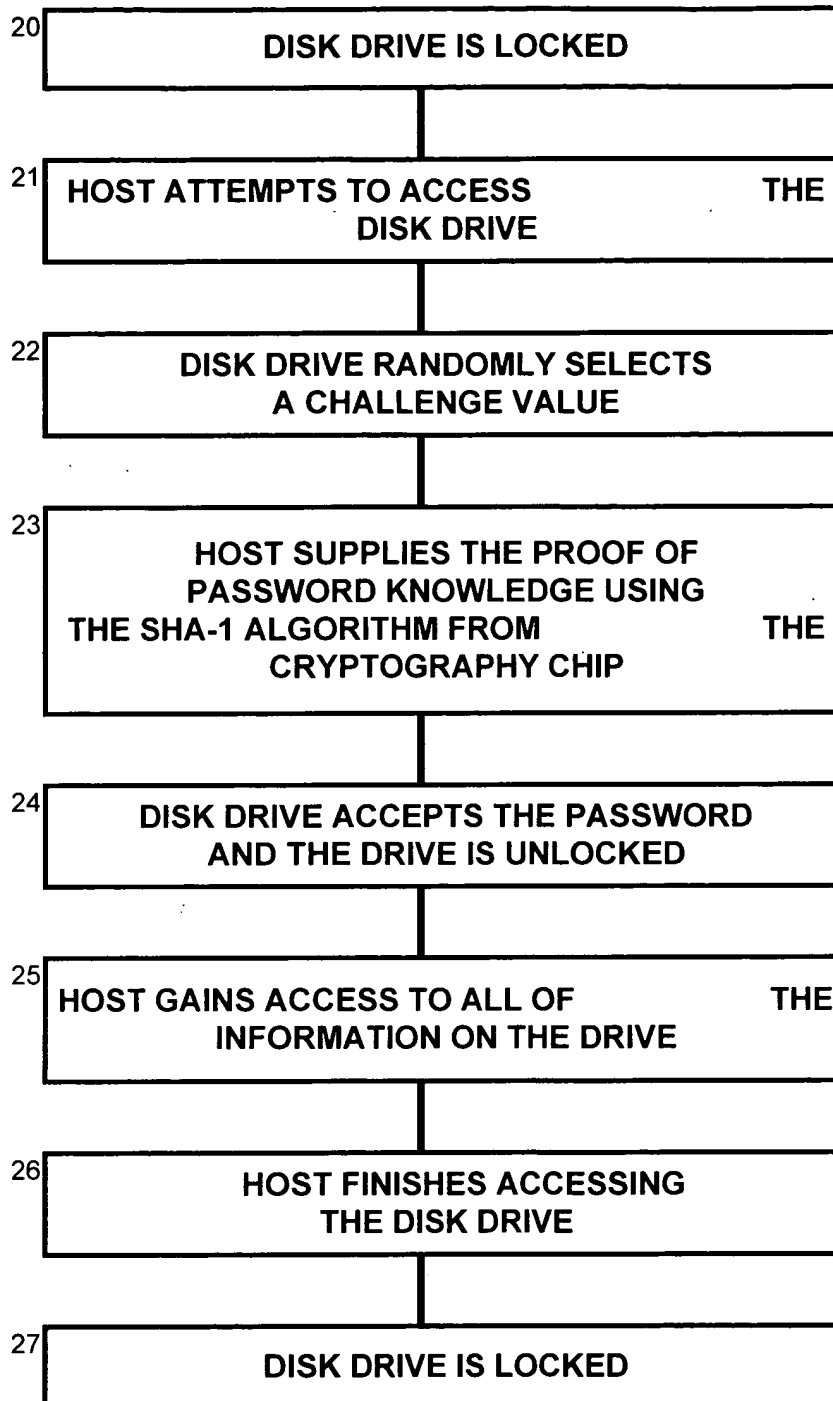 20
DISK DRIVE IS LOCKED
21
HOST ATTEMPTS TO ACCESS THE
DISK DRIVE
22
DISK DRIVE RANDOMLY SELECTS
A CHALLENGE VALUE
23
HOST SUPPLIES THE PROOF OF
PASSWORD KNOWLEDGE USING
THE SHA-1 ALGORITHM FROM THE
CRYPTOGRAPHY CHIP
24
DISK DRIVE ACCEPTS THE PASSWORD
AND THE DRIVE IS UNLOCKED
25
HOST GAINS ACCESS TO ALL OF THE
INFORMATION ON THE DRIVE
26
HOST FINISHES ACCESSING
THE DISK DRIVE
27
DISK DRIVE IS LOCKED